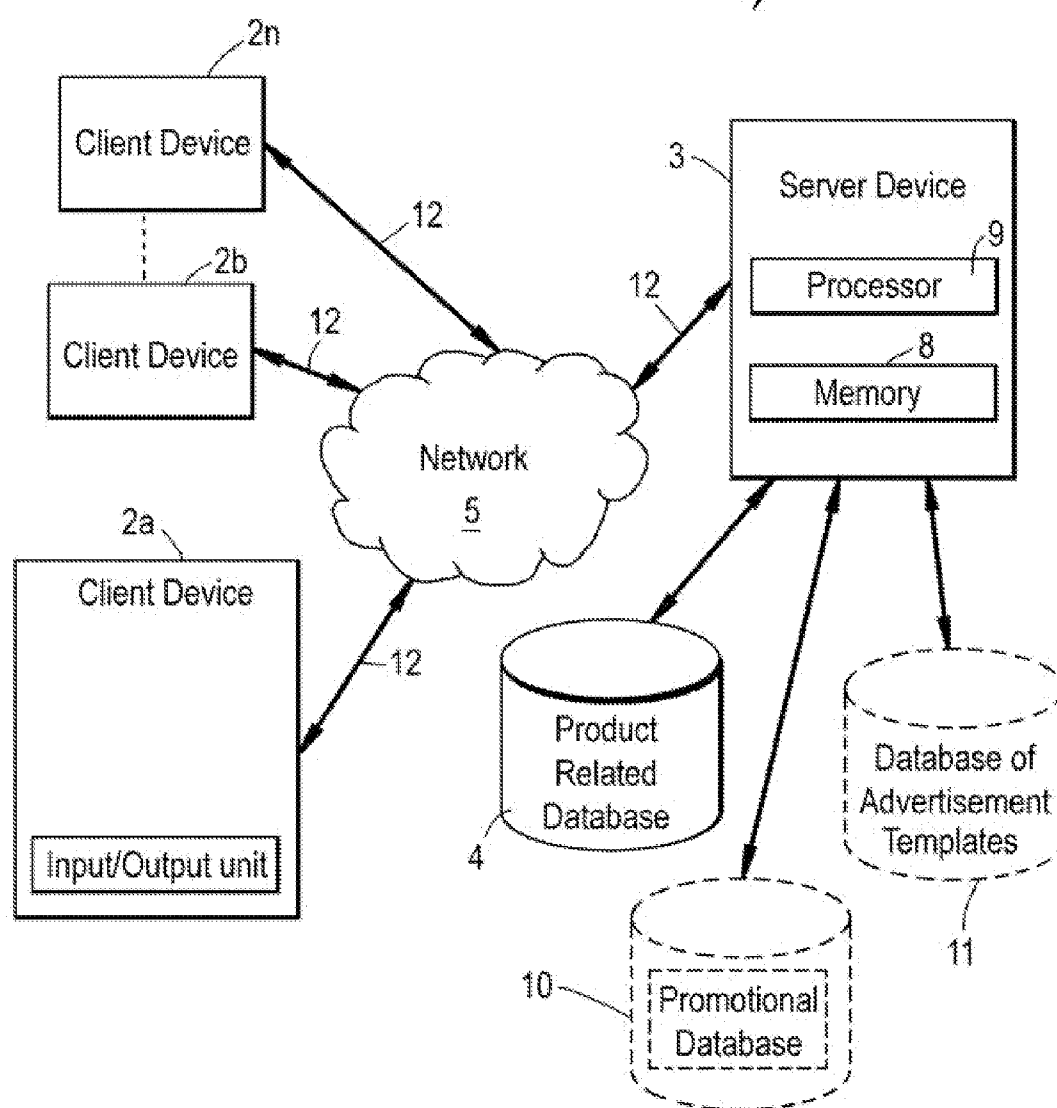 2n
Client Device
12
2b
Client Device
12
3
Server Device
9
Processor
8
Memory
12
Network
5
2a
Client Device
12
Input/Output unit
Product
Related
Database
4
Database of
Advertisement
Templates
11
10
Promotional
Database